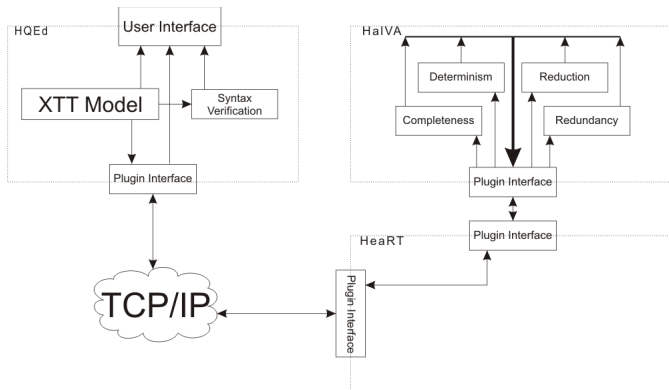 HQEd
User Interface
XTT Model
Syntax
Verification
Plugin Interface
TCP/IP
HalVA
Determinism
Reduction
Completeness
Redundancy
Plugin Interface
Plugin Interface
HeaRT
Plugin Interface